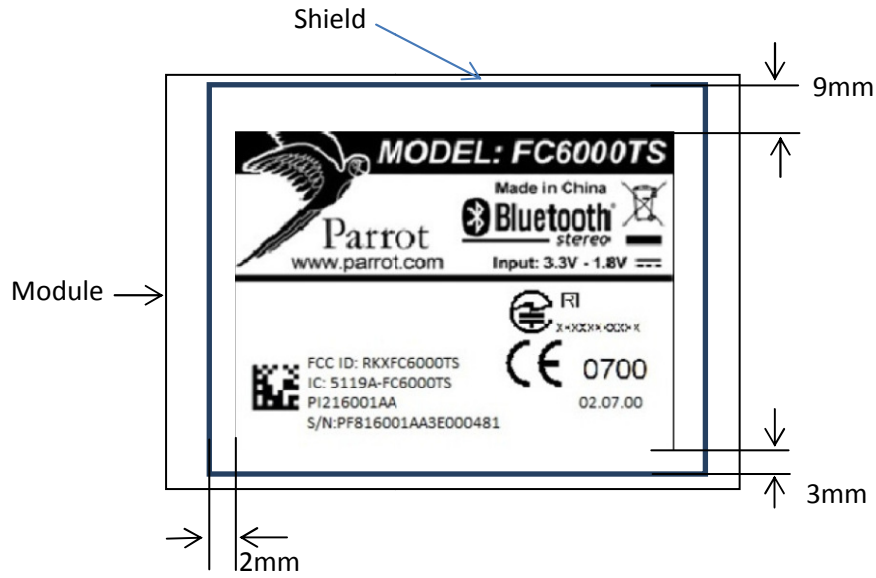 Shield
9mm
MODEL: FC6000TS
Made in China
Bluetooth®
stereo
Parrot
www.parrot.com
Input: 3.3V - 1.8V
Module
R1
FCC ID: RKXFC6000TS
IC: 5119A-FC6000TS
PI216001AA
S/N:PF816001AA3E000481
0700
02.07.00
3mm
2mm